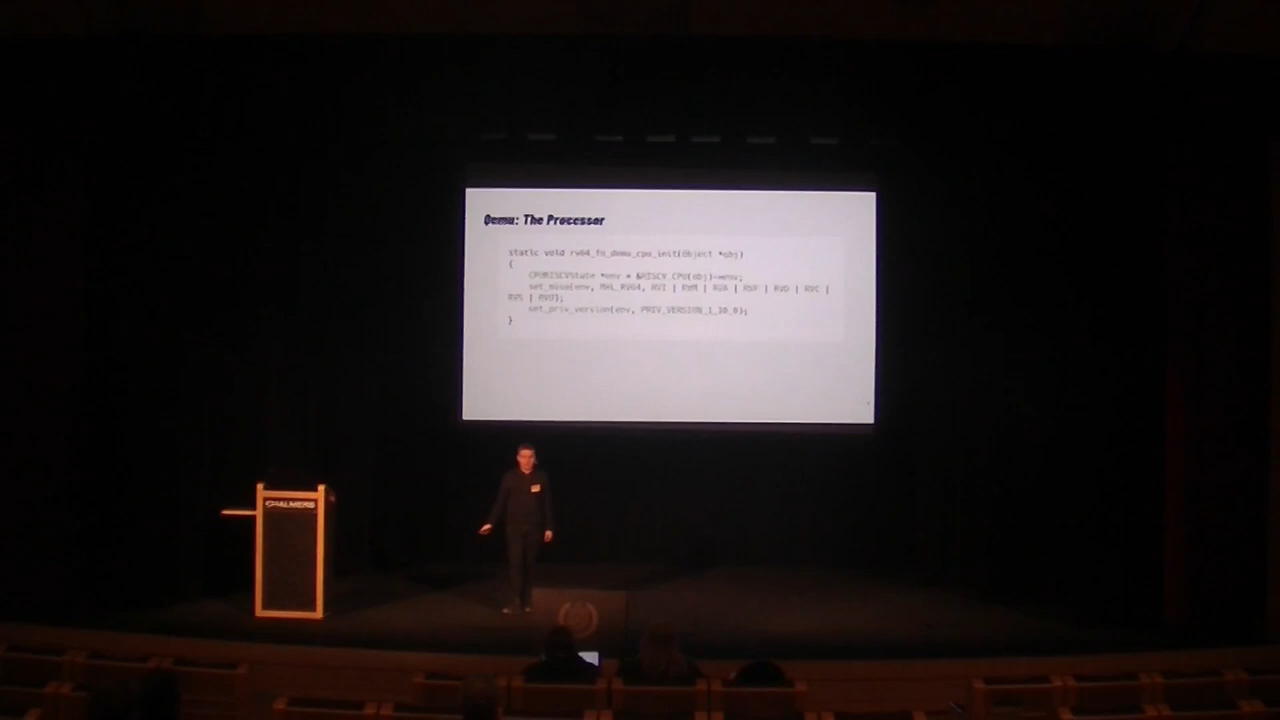 Qemu: The Processor
static void rv64_fs_demo_cpu_init(Object *obj)
{
CPURISCVState *env = &RISCV_CPU(obj)->env;
set_misa(env, MXL_RV64, RVI | RVM | RVA | RVF | RVD | RVC |
RVS | RVU);
set_priv_version(env, PRIV_VERSION_1_10_0);
}
CHALMERS